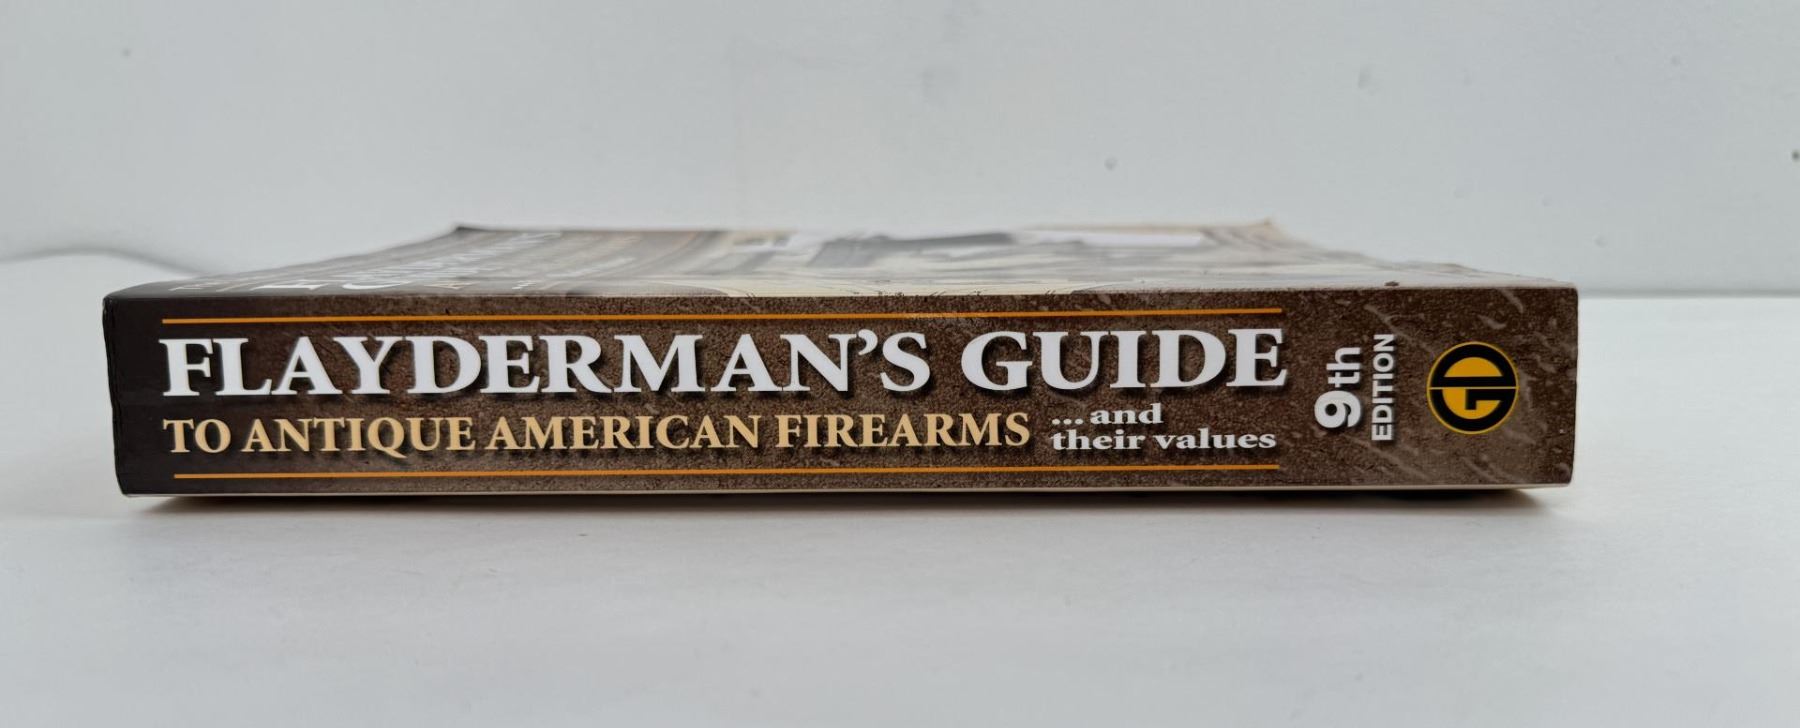 FLAYDERMAN'S GUIDE
TO ANTIQUE AMERICAN FIREARMS
...and
their values
9th
EDITION